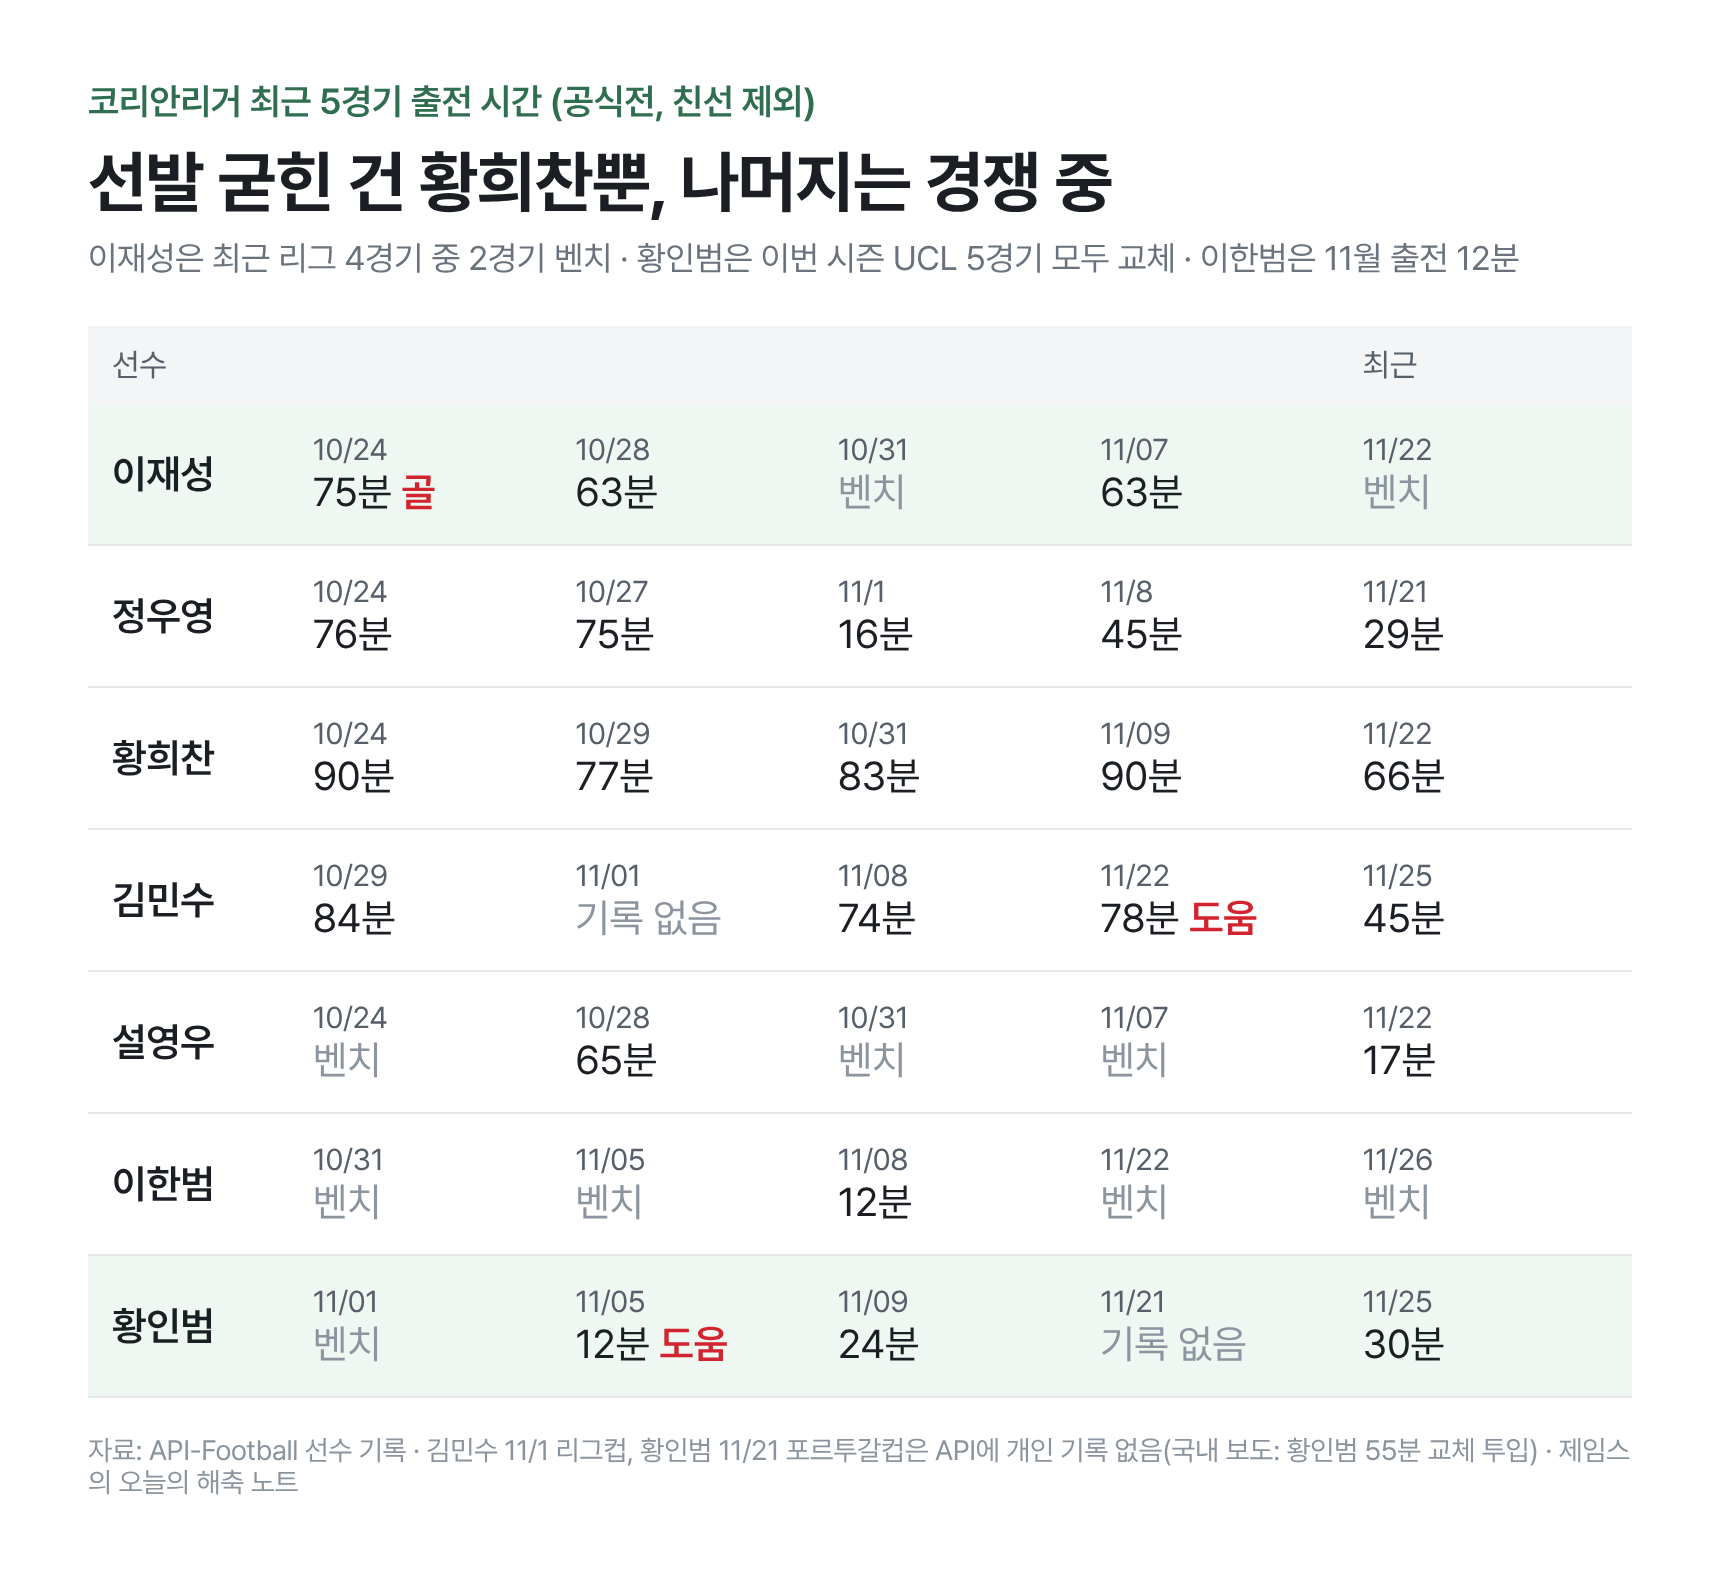 코리안리거 최근 5경기 출전 시간 (공식전, 친선 제외)
선발 굳힌 건 황희찬뿐, 나머지는 경쟁 중
이재성은 최근 리그 4경기 중 2경기 벤치 · 황인범은 이번 시즌 UCL 5경기 모두 교체 · 이한범은 11월 출전 12분
선수 최근
10/24 10/28 10/31 11/07 11/22
이재성 75분 골 63분 벤치 63분 벤치
10/24 10/27 11/1 11/8 11/21
정우영 76분 75분 16분 45분 29분
10/24 10/29 10/31 11/09 11/22
황희찬 90분 77분 83분 90분 66분
10/29 11/01 11/08 11/22 11/25
김민수 84분 기록 없음 74분 78분 도움 45분
10/24 10/28 10/31 11/07 11/22
설영우 벤치 65분 벤치 벤치 17분
10/31 11/05 11/08 11/22 11/26
이한범 벤치 벤치 12분 벤치 벤치
11/01 11/05 11/09 11/21 11/25
황인범 벤치 12분 도움 24분 기록 없음 30분
자료: API-Football 선수 기록 · 김민수 11/1 리그컵, 황인범 11/21 포르투갈컵은 API에 개인 기록 없음(국내 보도: 황인범 55분 교체 투입) · 제임스
의 오늘의 해축 노트